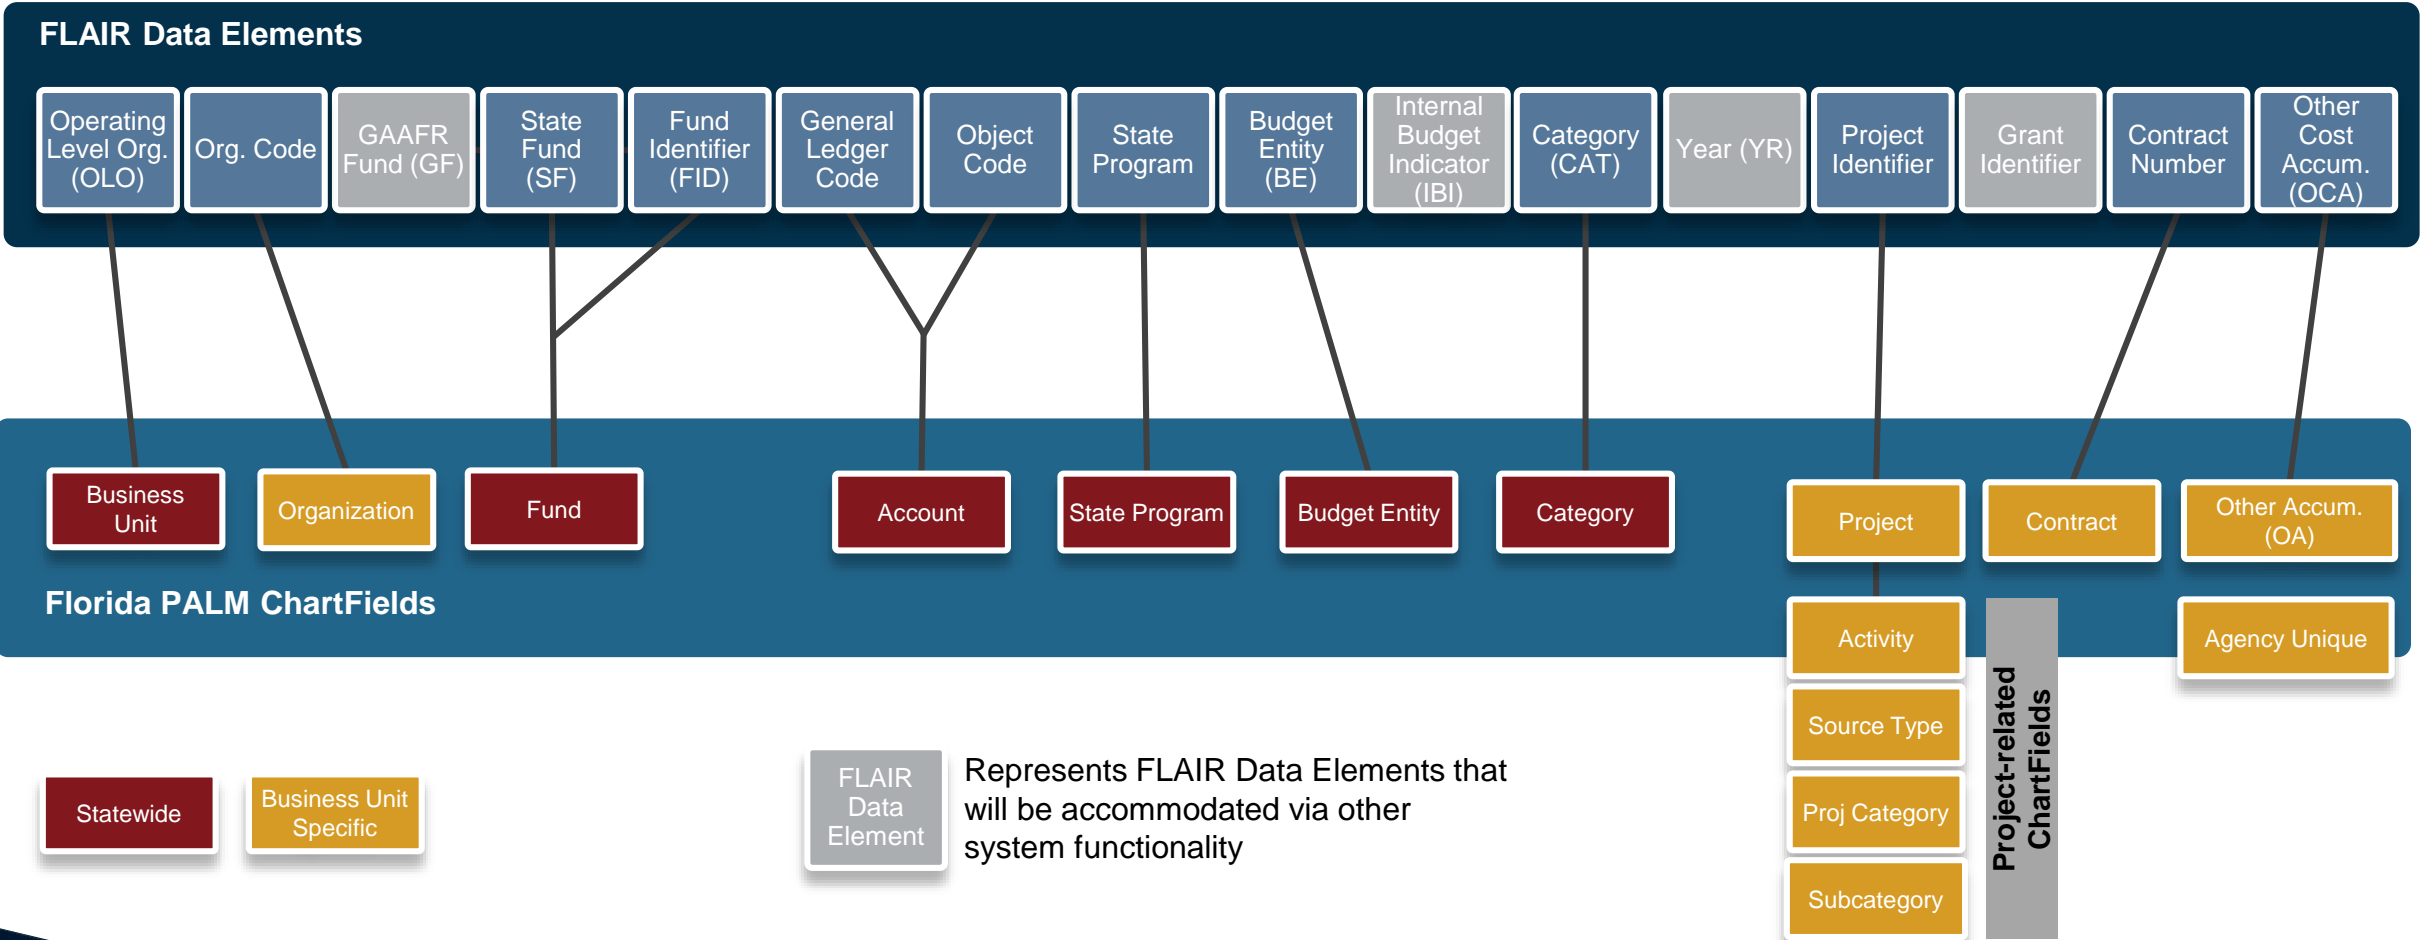 FLAIR Data Elements
Operating
Level Org.
(OLO)
Org. Code
GAAFR
Fund (GF)
State
Fund
(SF)
Fund
Identifier
(FID)
General
Ledger
Code
Object
Code
State
Program
Budget
Entity
(BE)
Internal
Budget
Indicator
(IBI)
Category
(CAT)
Year (YR)
Project
Identifier
Grant
Identifier
Contract
Number
Other
Cost
Accum.
(OCA)
Business
Unit
Organization
Fund
Account
State Program
Budget Entity
Category
Project
Contract
Other Accum.
(OA)
Florida PALM ChartFields
Activity
Agency Unique
Source Type
Proj Category
Subcategory
Project-related
ChartFields
Statewide
Business Unit
Specific
FLAIR
Data
Element
Represents FLAIR Data Elements that
will be accommodated via other
system functionality